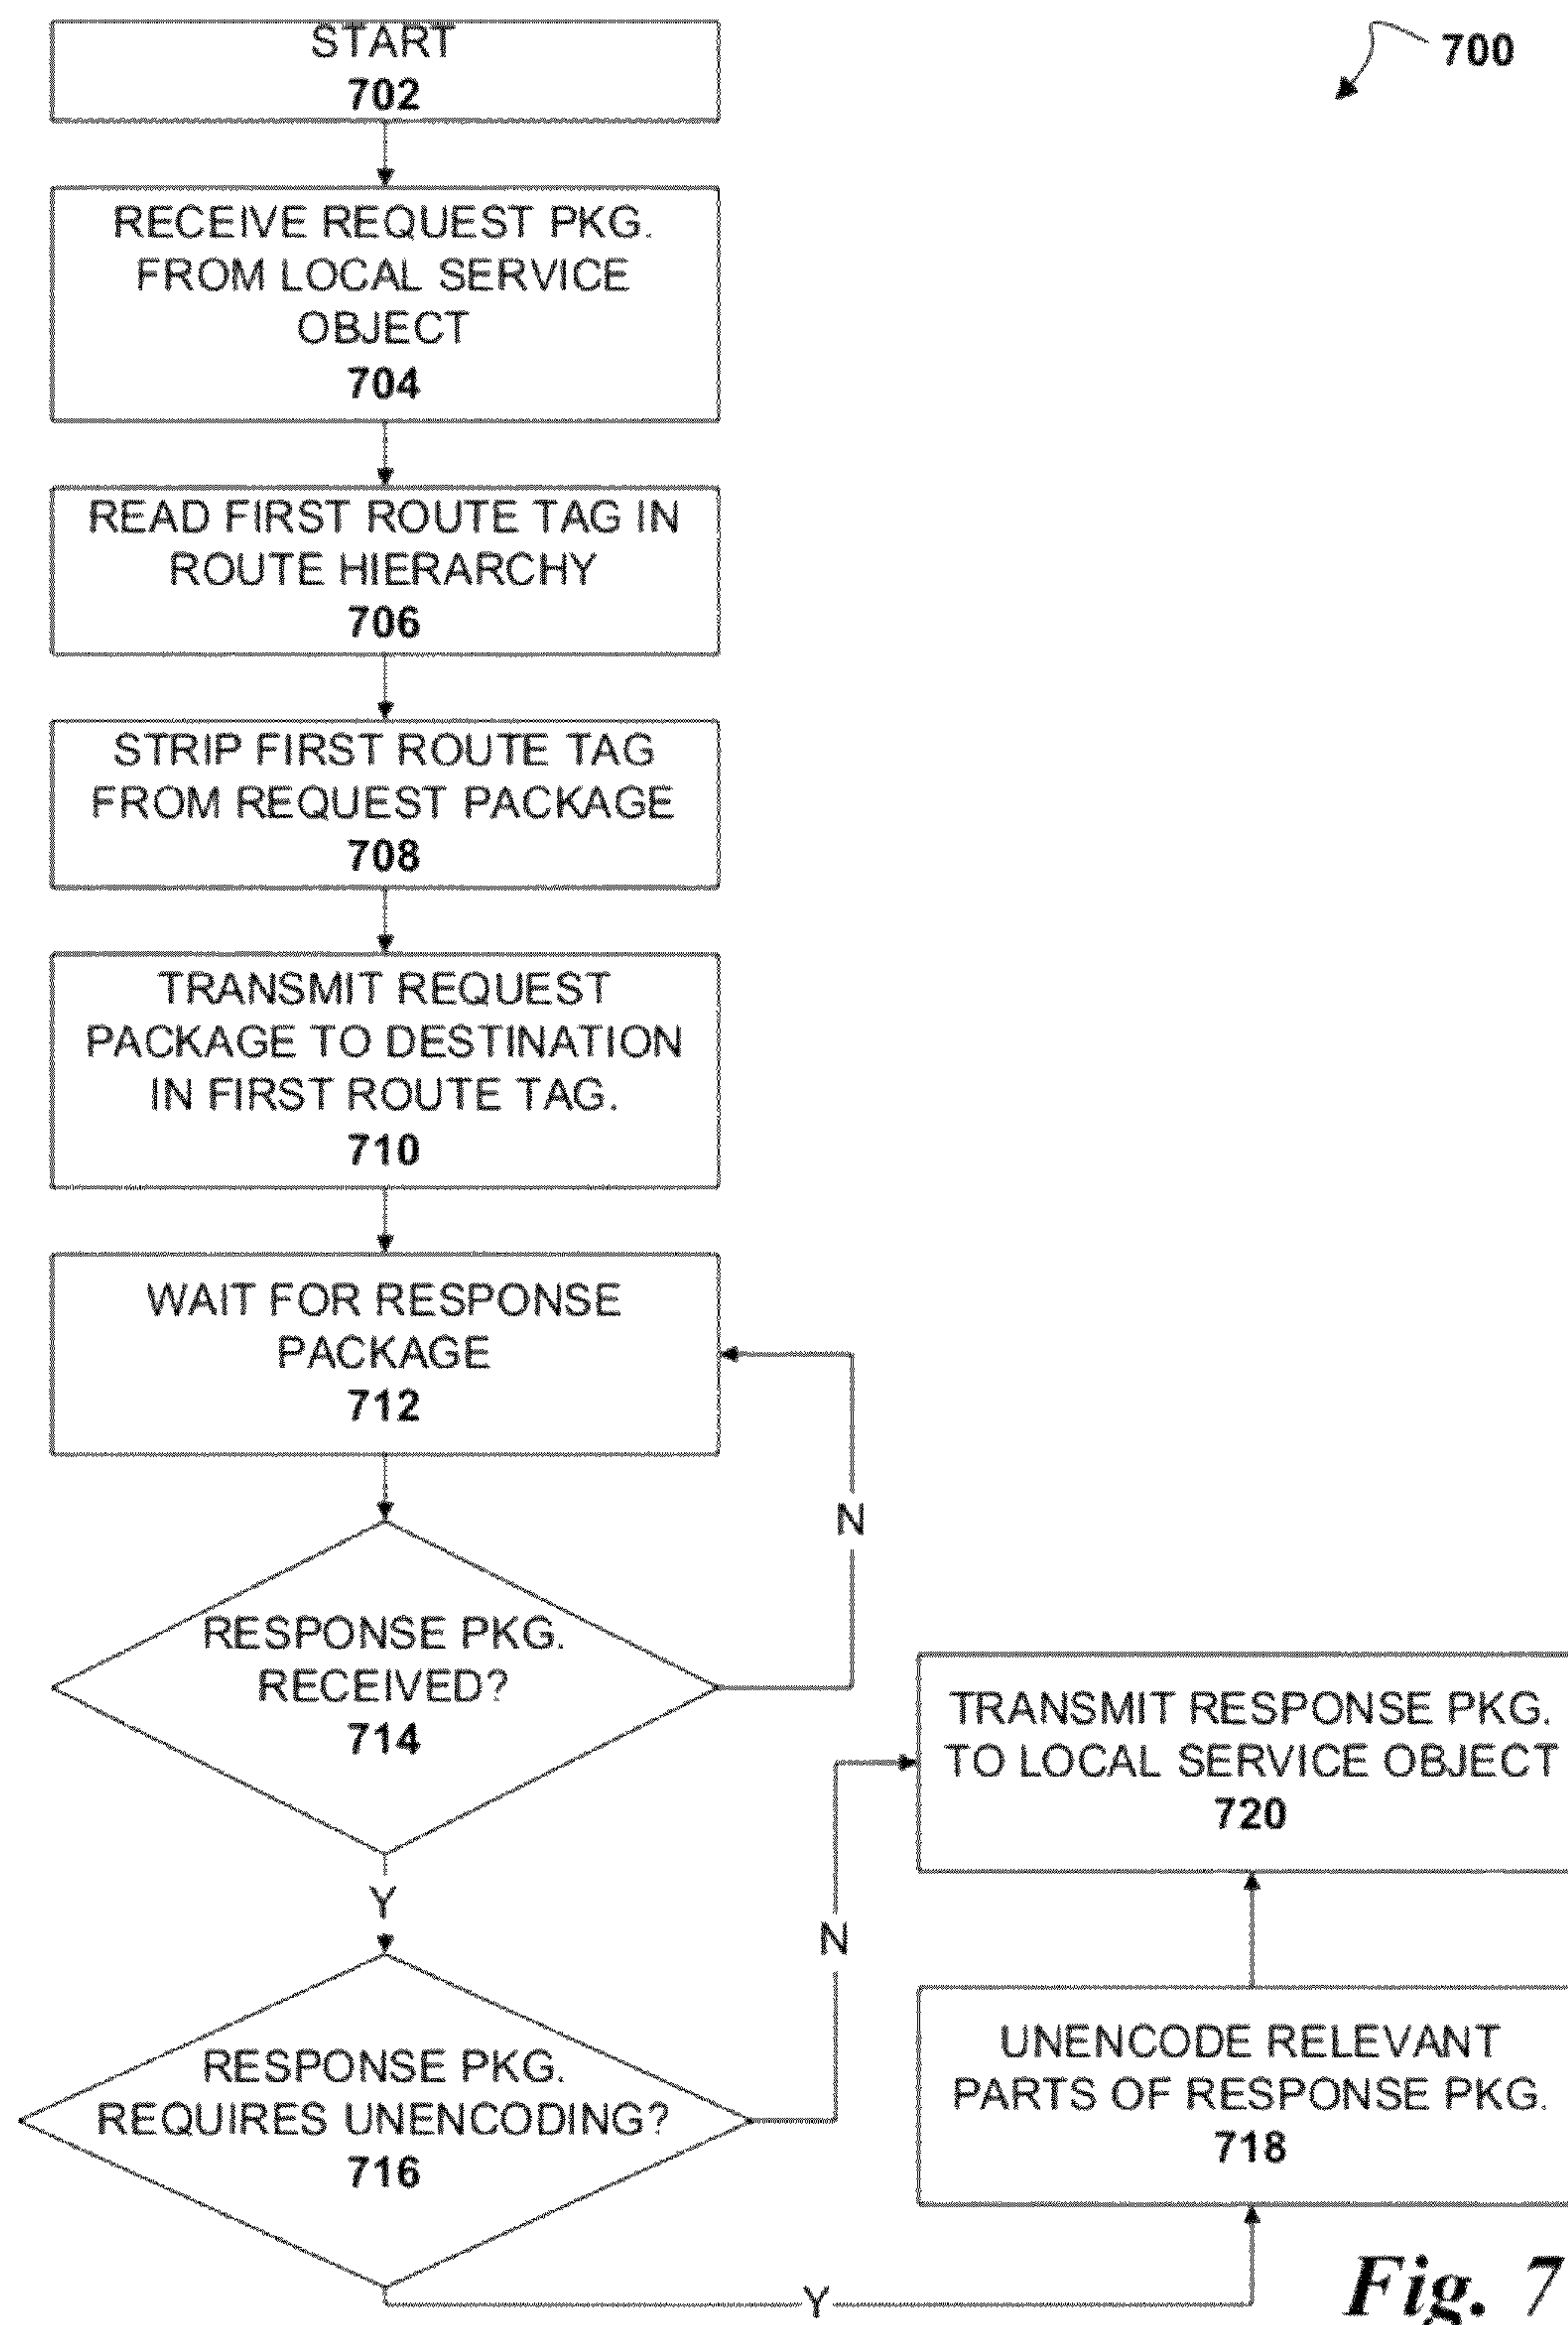 START
702
700
RECEIVE REQUEST PKG.
FROM LOCAL SERVICE
OBJECT
704
READ FIRST ROUTE TAG IN
ROUTE HIERARCHY
706
STRIP FIRST ROUTE TAG
FROM REQUEST PACKAGE
708
TRANSMIT REQUEST
PACKAGE TO DESTINATION
IN FIRST ROUTE TAG.
710
WAIT FOR RESPONSE
PACKAGE
712
N
RESPONSE PKG.
RECEIVED?
714
Y
N
TRANSMIT RESPONSE PKG.
TO LOCAL SERVICE OBJECT
720
RESPONSE PKG.
REQUIRES UNENCODING?
716
UNENCODE RELEVANT
PARTS OF RESPONSE PKG.
718
Y
Fig. 7